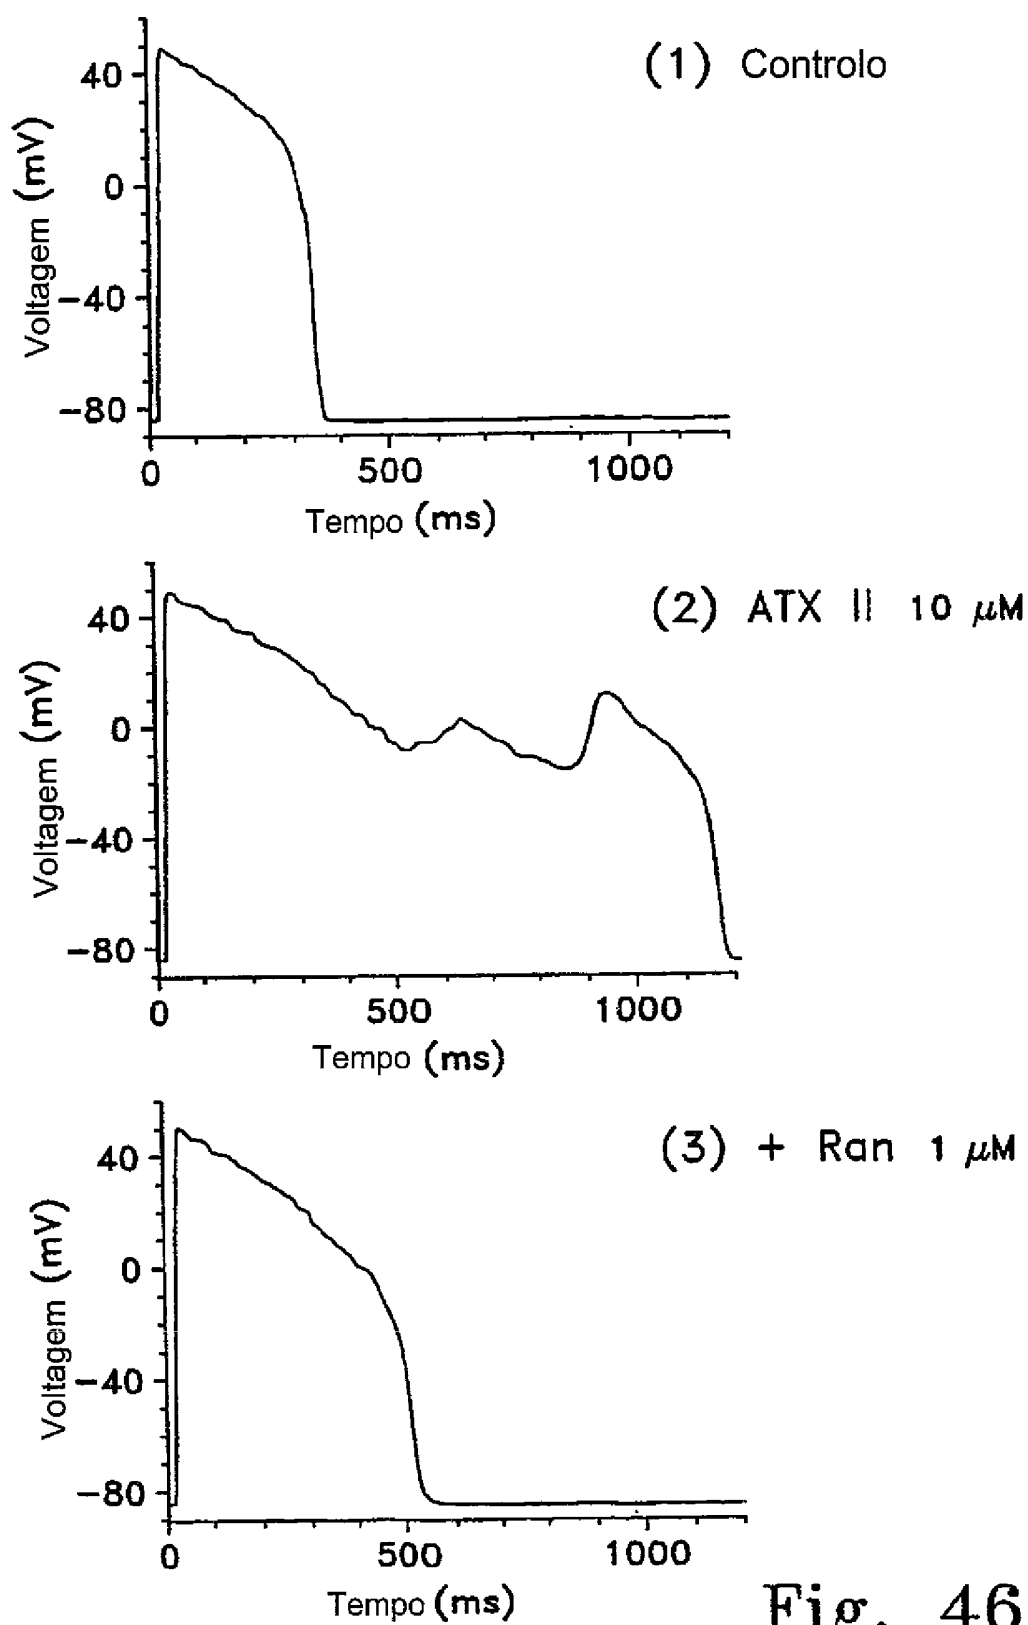 (1) Controlo
40
0
−40
−80
Voltagem (mV)
0 500 1000
Tempo (ms)
(2) ATX II 10 μM
40
0
−40
−80
Voltagem (mV)
0 500 1000
Tempo (ms)
(3) + Ran 1 μM
40
0
−40
−80
Voltagem (mV)
0 500 1000
Tempo (ms)
Fig. 46